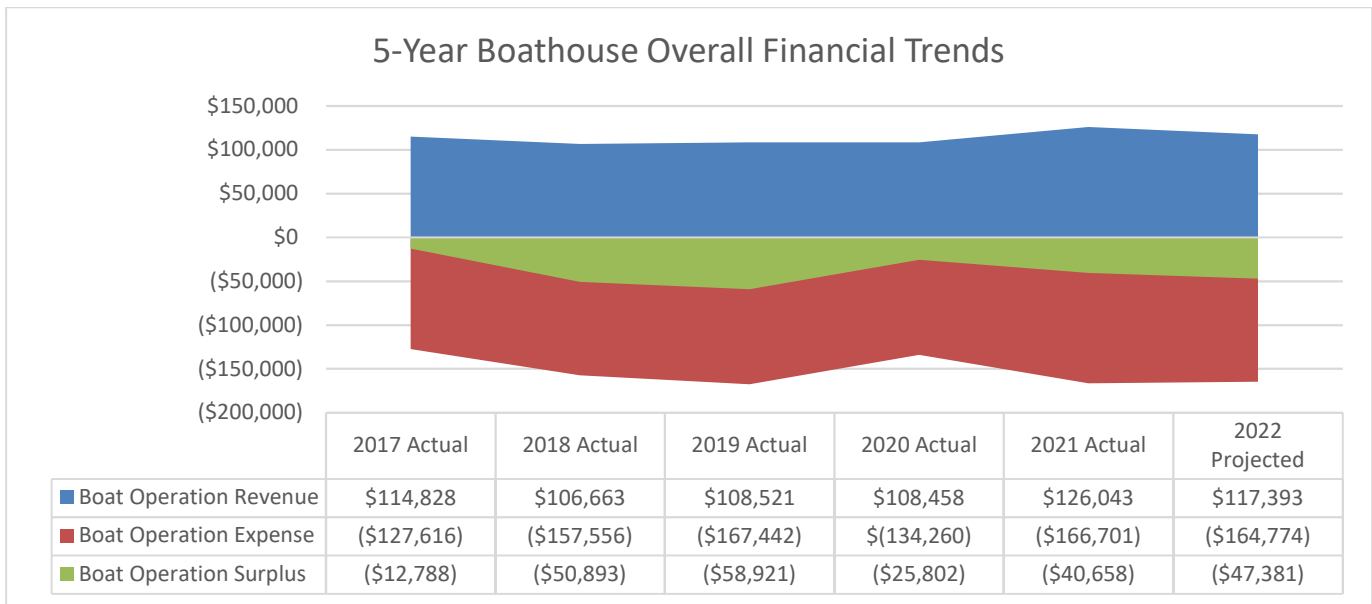 5-Year Boathouse Overall Financial Trends
$150,000
$100,000
$50,000
$0
($50,000)
($100,000)
($150,000)
($200,000)
2017 Actual 2018 Actual 2019 Actual 2020 Actual 2021 Actual 2022
Projected
Boat Operation Revenue $114,828 $106,663 $108,521 $108,458 $126,043 $117,393
Boat Operation Expense ($127,616) ($157,556) ($167,442) $(134,260) ($166,701) ($164,774)
Boat Operation Surplus ($12,788) ($50,893) ($58,921) ($25,802) ($40,658) ($47,381)